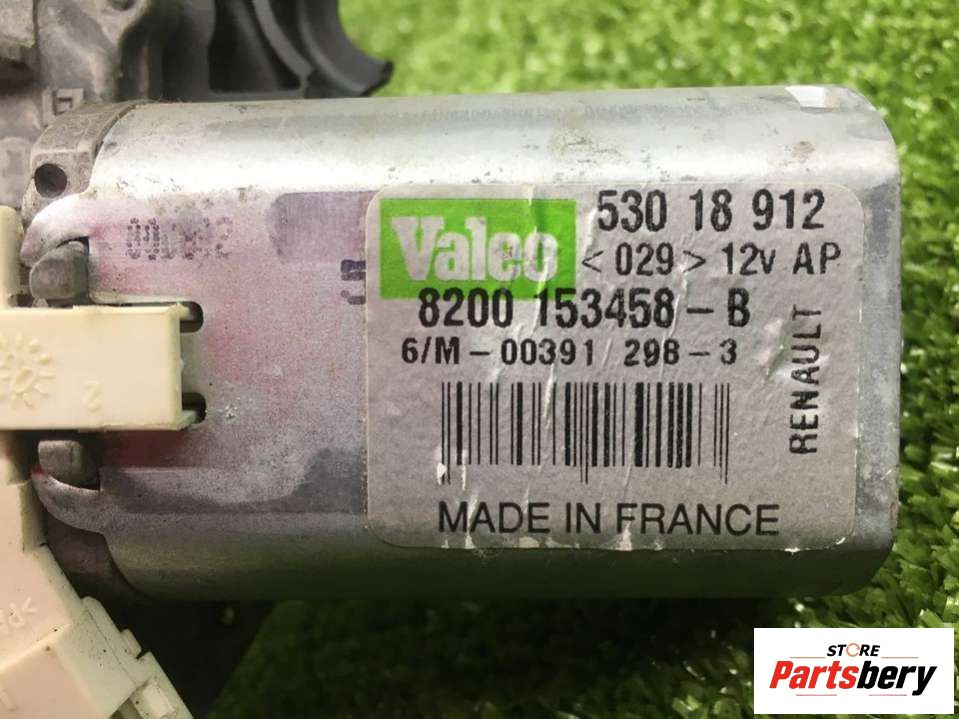 Valeo
530 18 912
<029> 12v AP
8200 153458-B
6/M-00391 298-3
RENAULT
MADE IN FRANCE
STORE
Partsbery